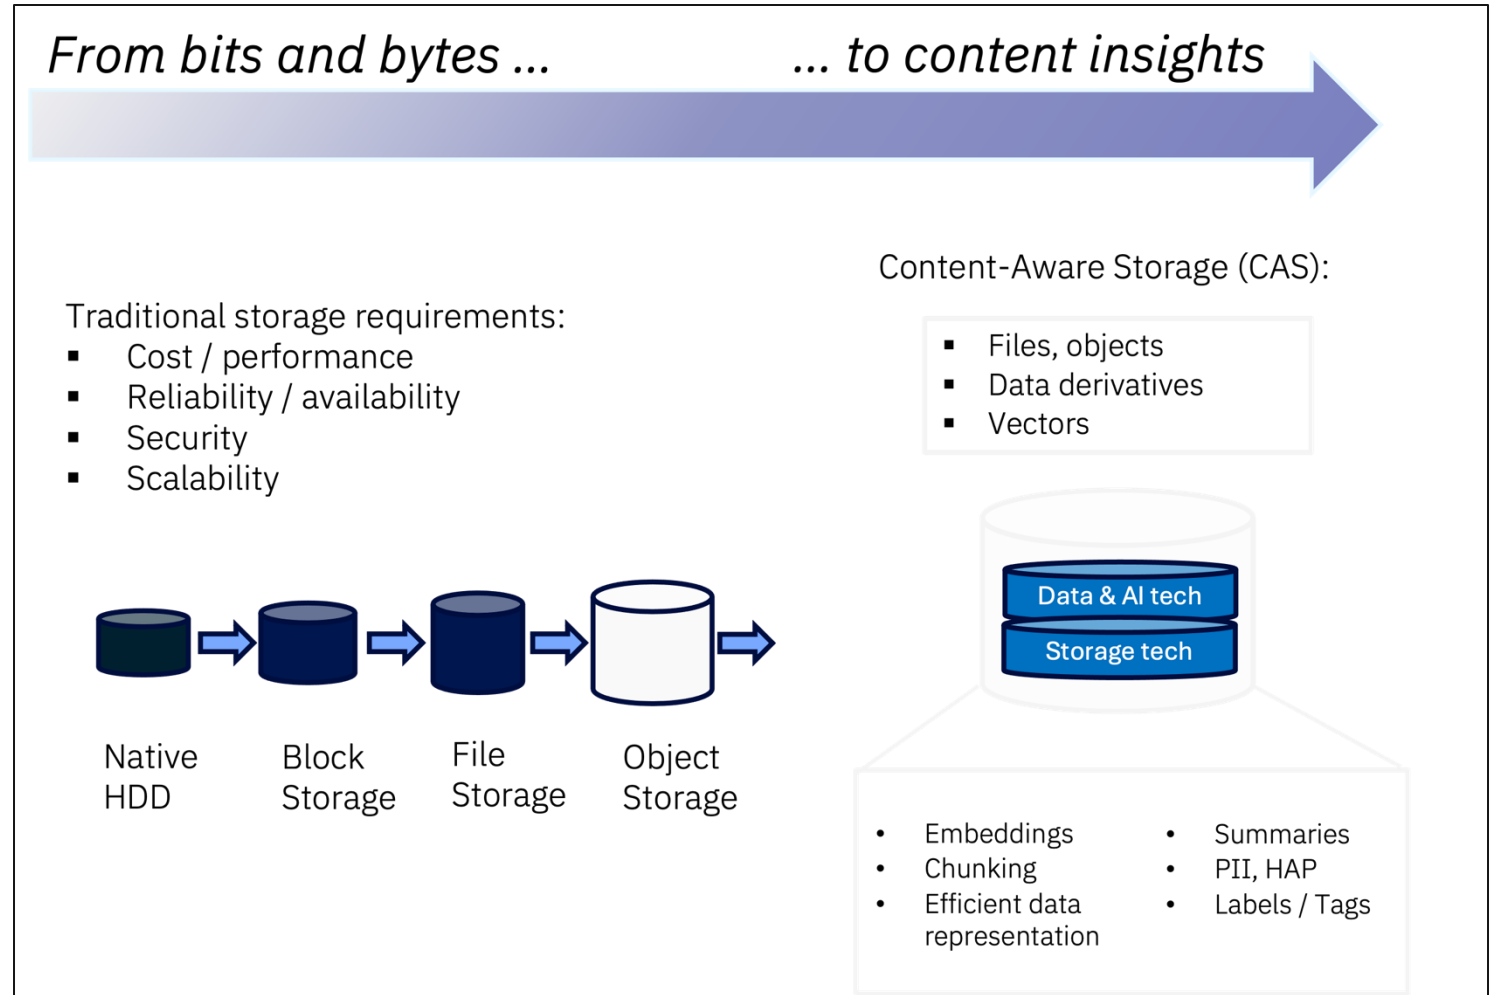 From bits and bytes ...
... to content insights
Traditional storage requirements:
▪ Cost / performance
▪ Reliability / availability
▪ Security
▪ Scalability
Native
HDD
Block
Storage
File
Storage
Object
Storage
Content-Aware Storage (CAS):
▪ Files, objects
▪ Data derivatives
▪ Vectors
Data & AI tech
Storage tech
• Embeddings
• Chunking
• Efficient data
representation
• Summaries
• PII, HAP
• Labels / Tags